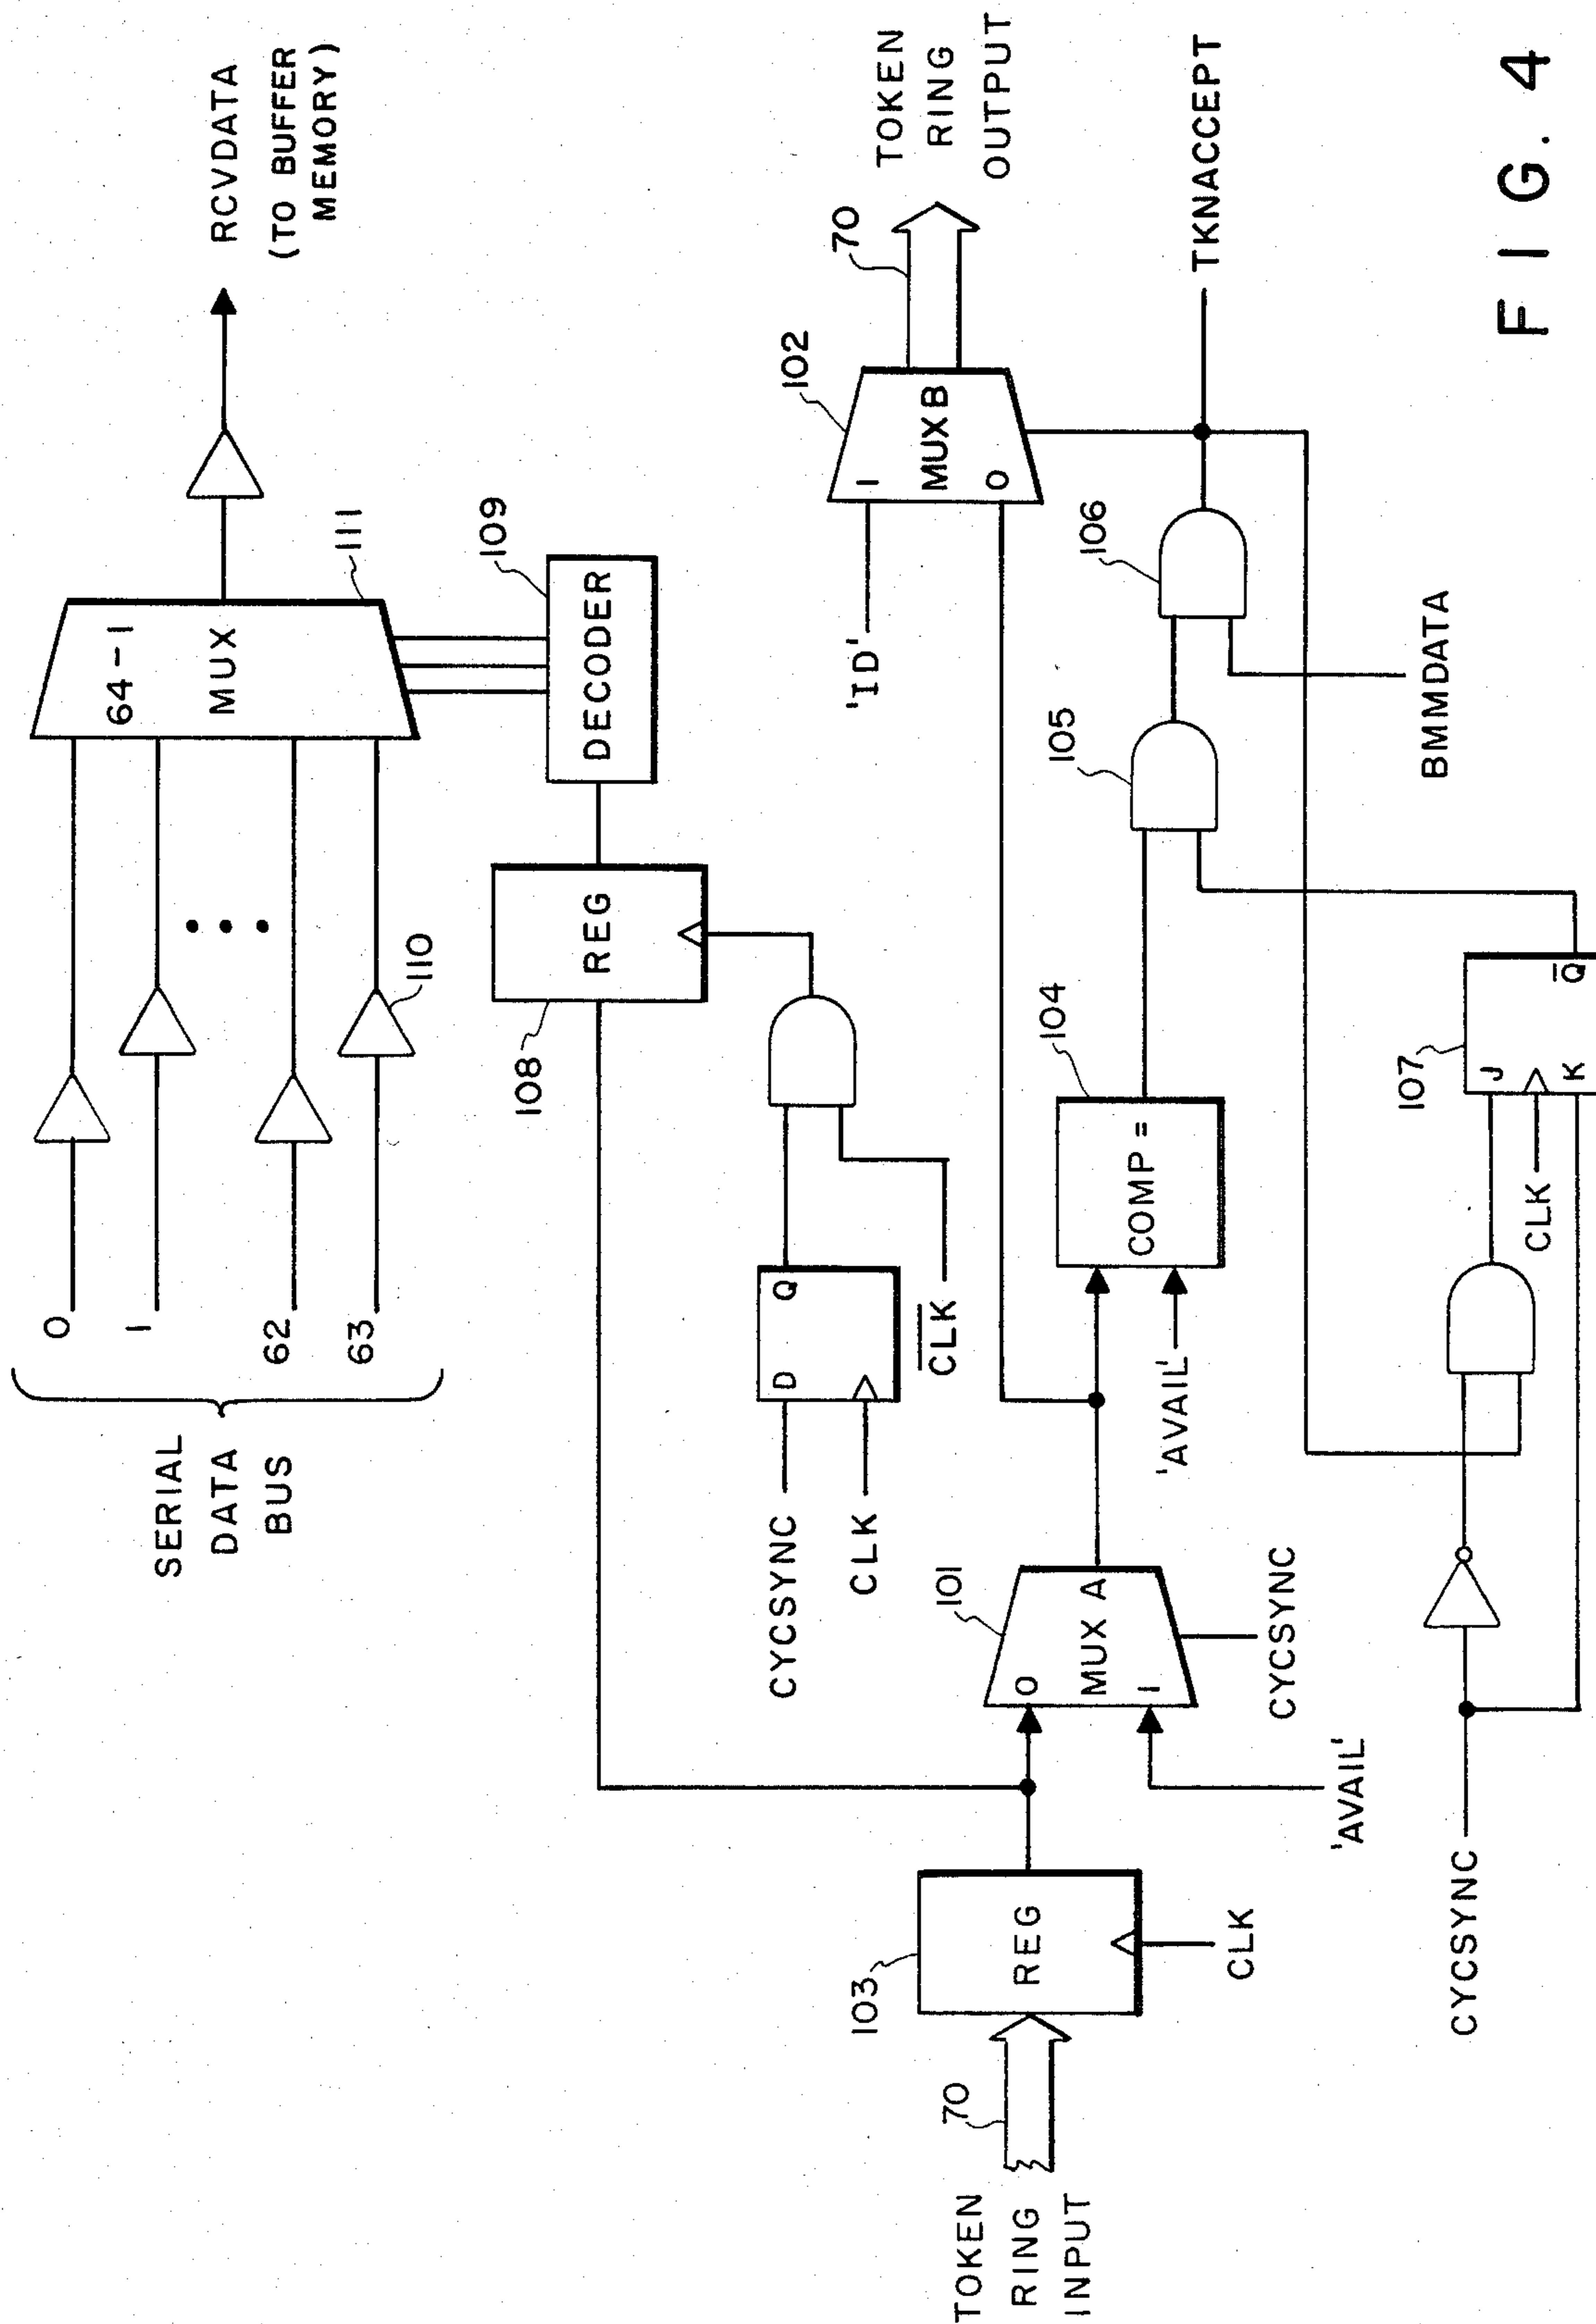 SERIAL
DATA
BUS
0
1
62
63
110
64-1
MUX
111
RCVDATA
(TO BUFFER
MEMORY)
108
REG
109
DECODER
CYCSYNC
CLK
D
Q
CLK
TOKEN
RING
INPUT
70
103
REG
CLK
101
0
MUX A
1
'AVAIL'
CYCSYNC
'AVAIL'
104
COMP =
105
106
BMMDATA
'ID'
102
1
MUX B
0
70
TOKEN
RING
OUTPUT
TKNACCEPT
CYCSYNC
CLK
107
J
K
Q
FIG. 4